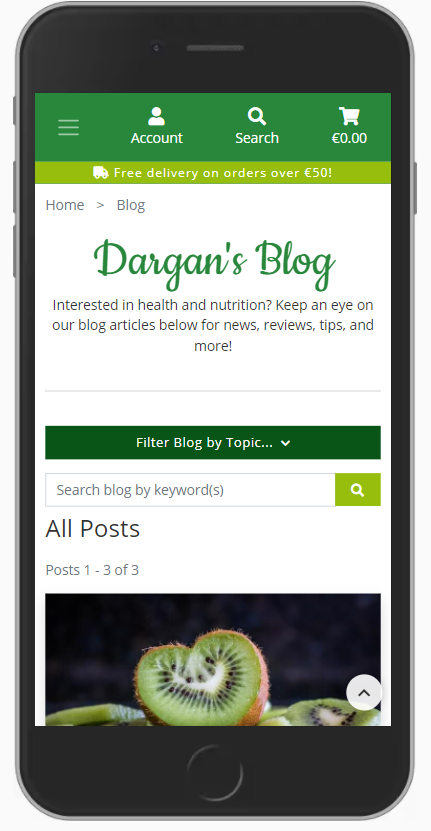 Account Search €0.00
Free delivery on orders over €50!
Home > Blog
Dargan's Blog
Interested in health and nutrition? Keep an eye on
our blog articles below for news, reviews, tips, and
more!
Filter Blog by Topic...
Search blog by keyword(s)
All Posts
Posts 1 - 3 of 3